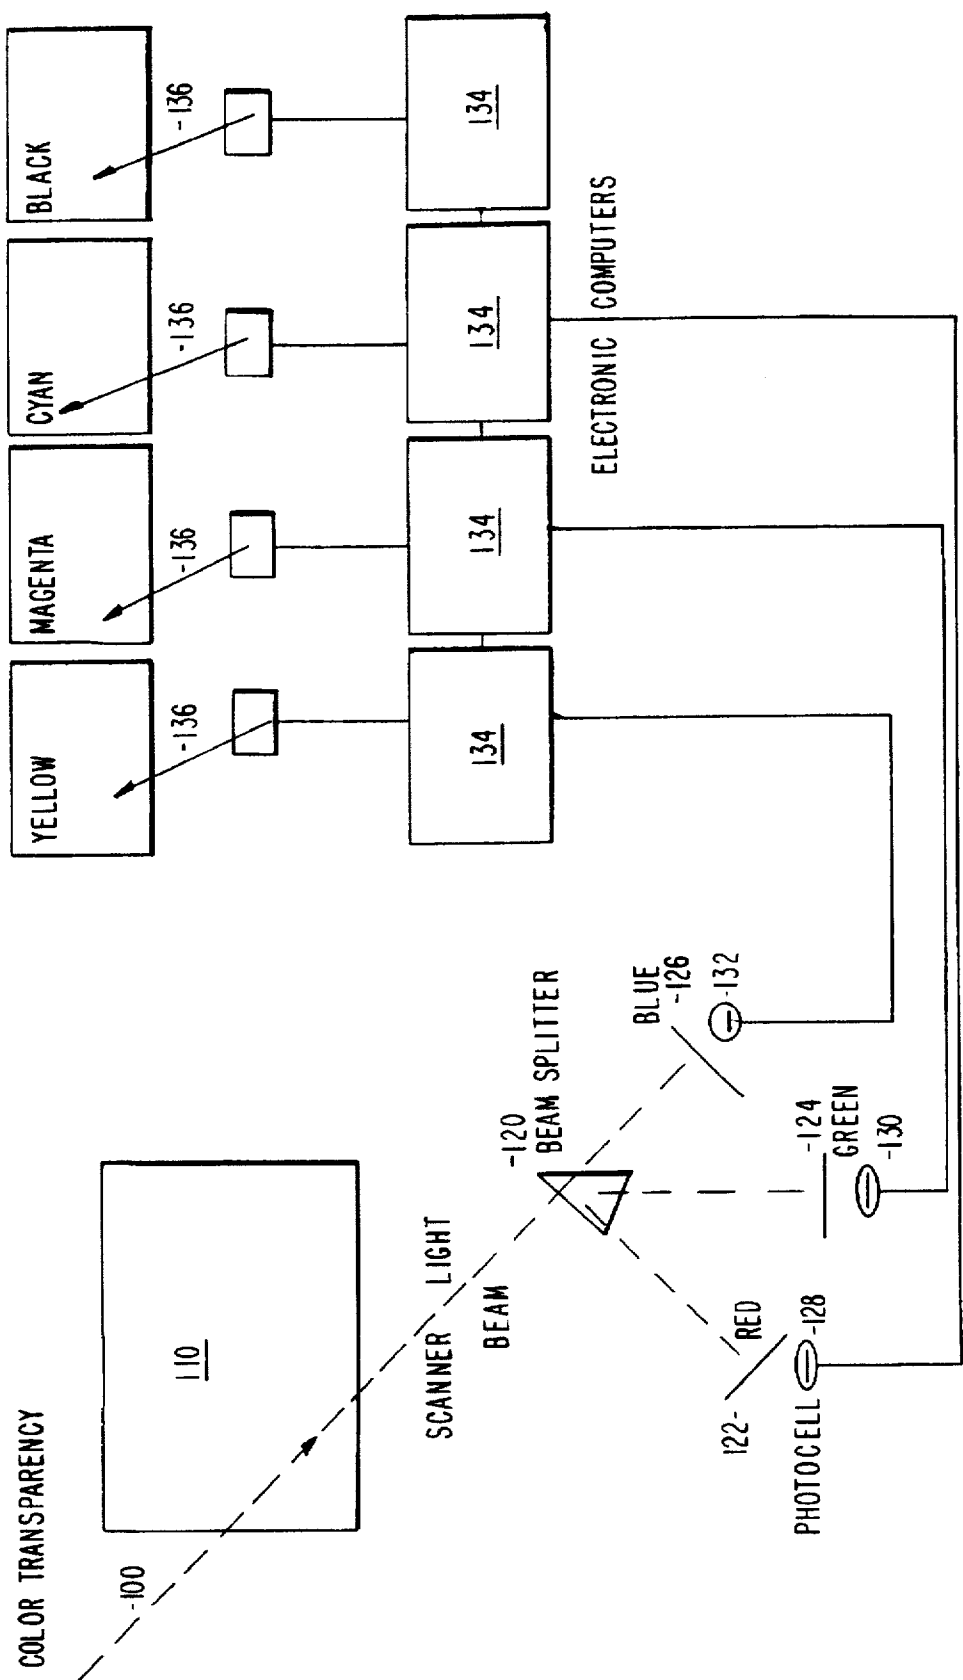 COLOR TRANSPARENCY
-100
110
SCANNER LIGHT
BEAM
-120
BEAM SPLITTER
122-
RED
PHOTOCELL
-128
-124
GREEN
-130
BLUE
-126
-132
YELLOW
MAGENTA
CYAN
BLACK
-136
-136
-136
-136
134
134
134
134
ELECTRONIC COMPUTERS